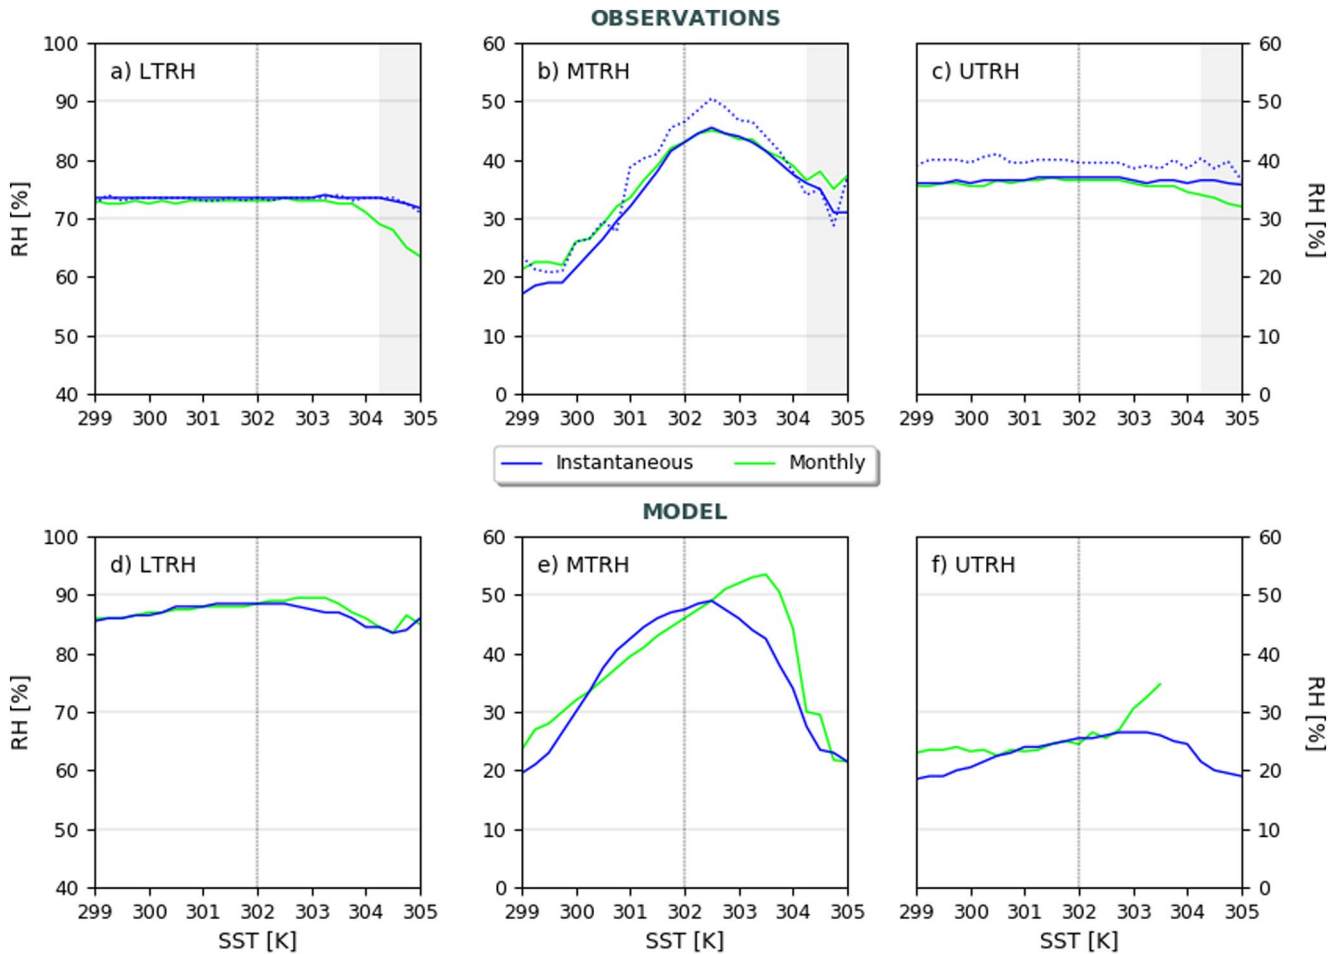 OBSERVATIONS
a) LTRH
b) MTRH
c) UTRH
RH [%]
100
90
80
70
60
50
40
299 300 301 302 303 304 305
60
50
40
30
20
10
0
299 300 301 302 303 304 305
60
50
40
30
20
10
0
299 300 301 302 303 304 305
RH [%]
Instantaneous Monthly
MODEL
d) LTRH
e) MTRH
f) UTRH
RH [%]
100
90
80
70
60
50
40
299 300 301 302 303 304 305
SST [K]
60
50
40
30
20
10
0
299 300 301 302 303 304 305
SST [K]
60
50
40
30
20
10
0
299 300 301 302 303 304 305
SST [K]
RH [%]